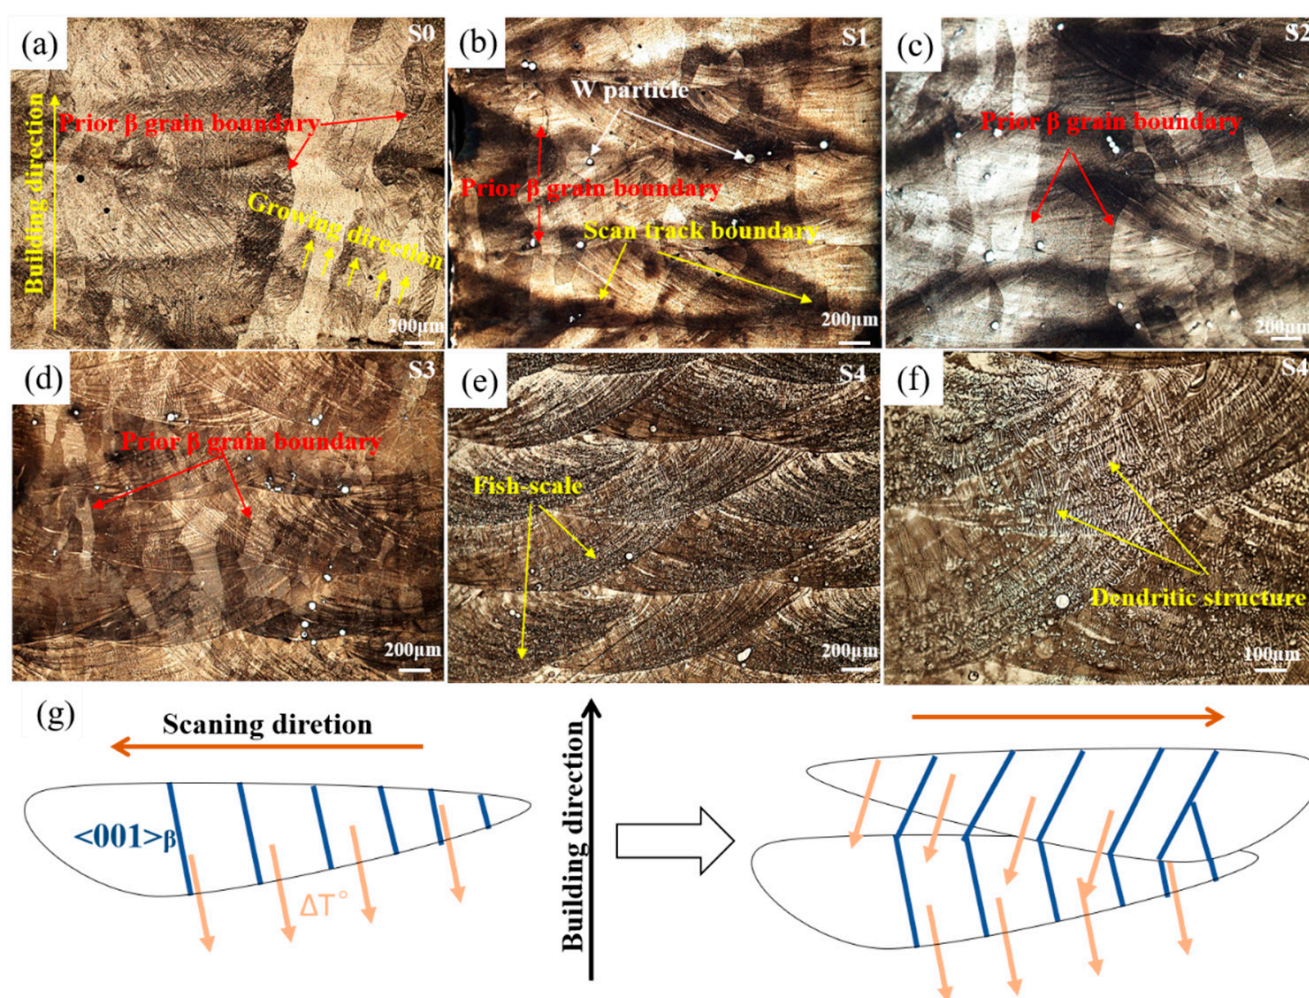 (a)
S0
Building direction
Prior β grain boundary
Growing direction
200μm
(b)
S1
W particle
Prior β grain boundary
Scan track boundary
200μm
(c)
S2
Prior β grain boundary
200μm
(d)
S3
Prior β grain boundary
200μm
(e)
S4
Fish-scale
200μm
(f)
S4
Dendritic structure
100μm
(g)
Scaning diretion
<001>β
ΔT°
Building direction